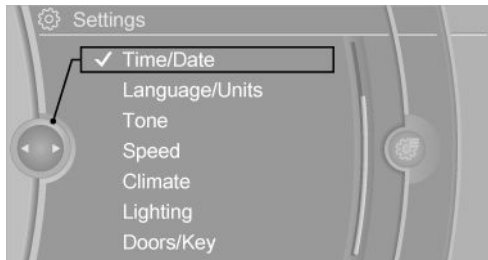 Settings
Time/Date
Language/Units
Tone
Speed
Climate
Lighting
Doors/Key